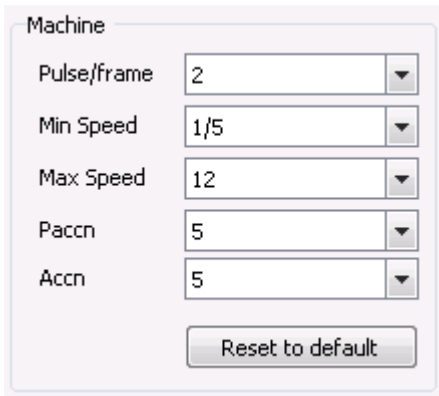 Machine
Pulse/frame 2
Min Speed 1/5
Max Speed 12
Paccn 5
Accn 5
Reset to default